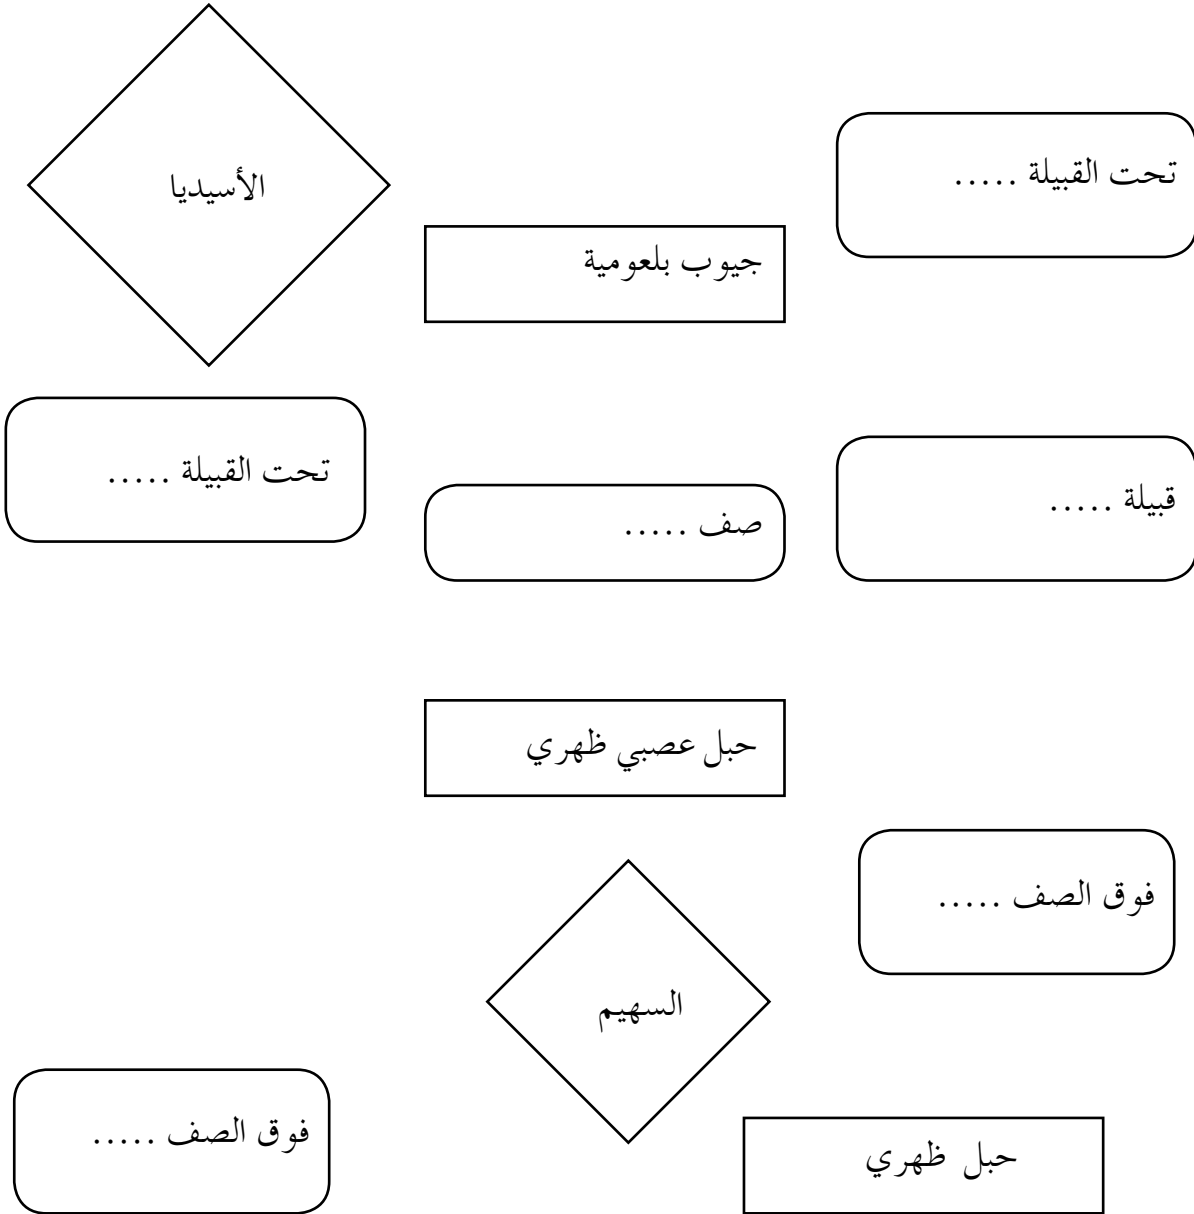 الأسيديا
تحت القبيلة .....
جيوب بلعومية
تحت القبيلة .....
قبيلة .....
صف .....
حبل عصبي ظهري
فوق الصف .....
السهيم
فوق الصف .....
حبل ظهري